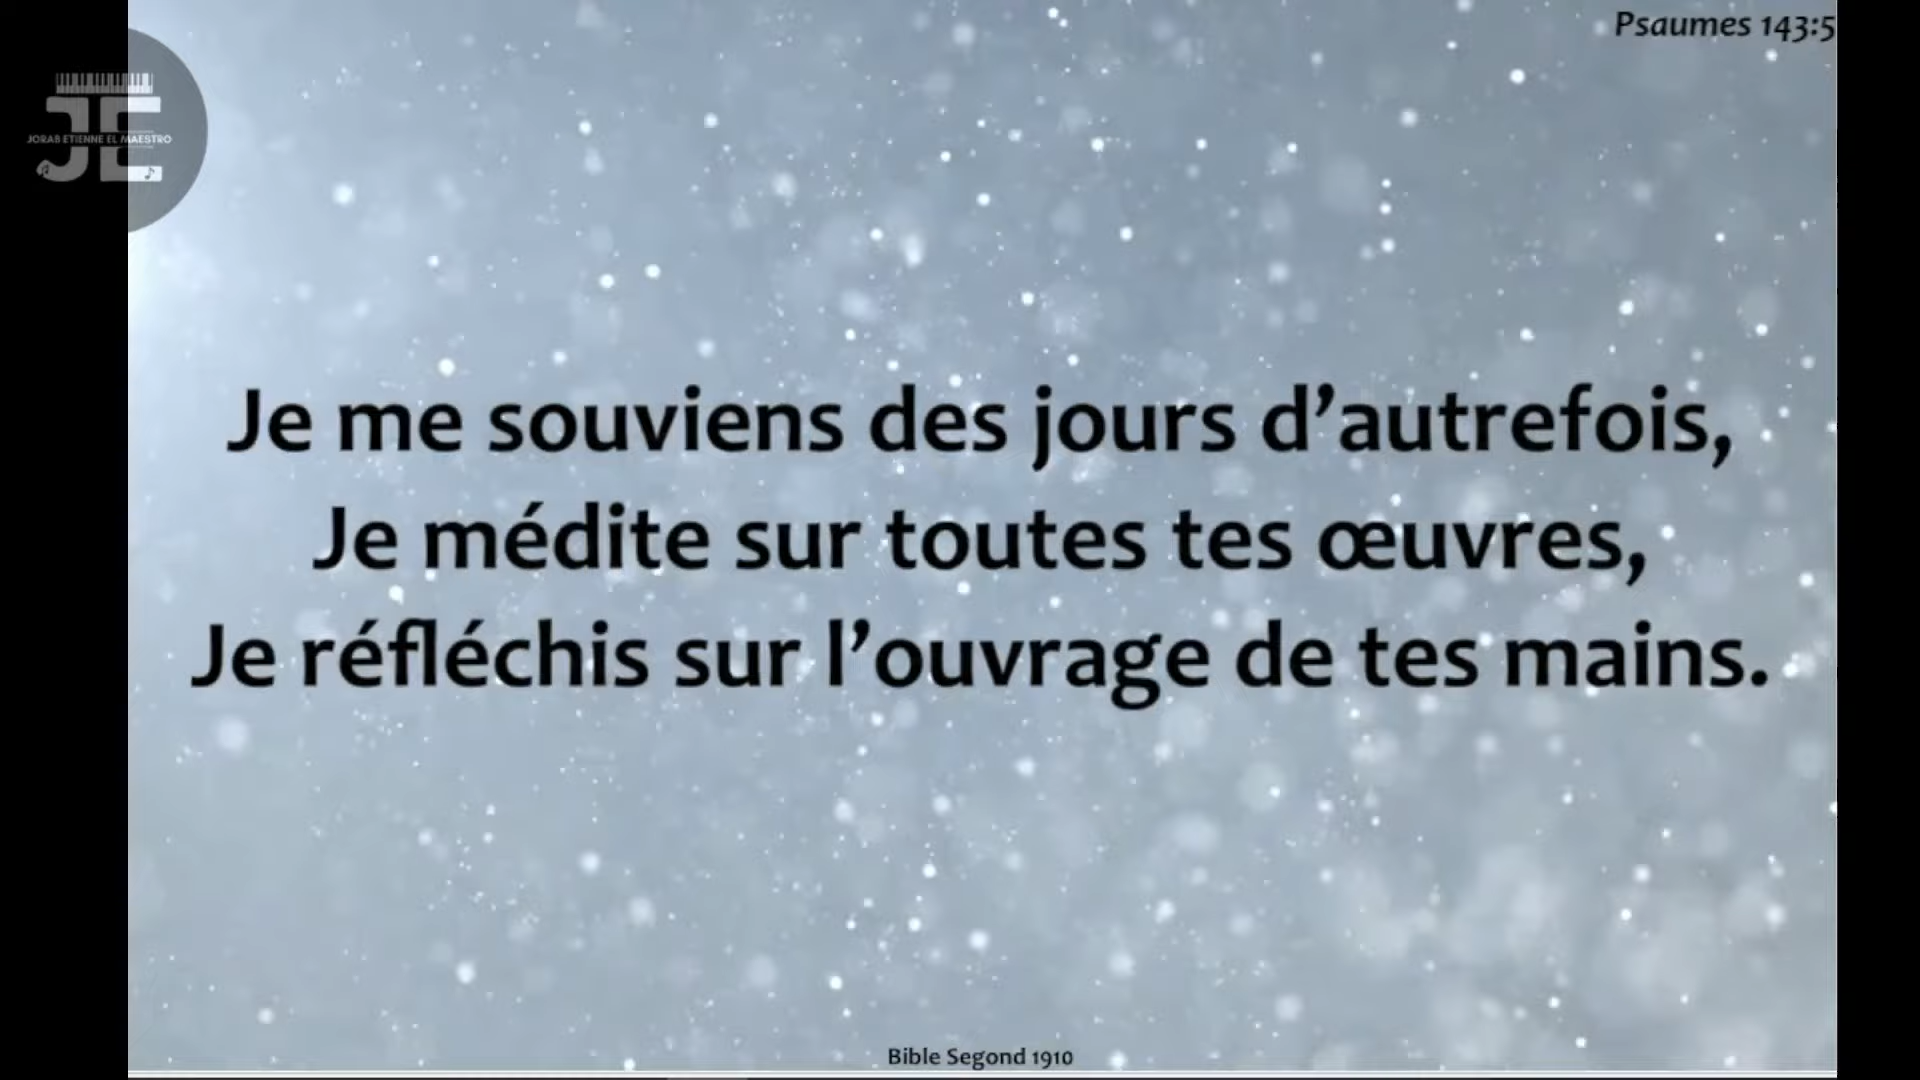 Psaumes 143:5
JORAB ETIENNE EL MAESTRO
JE
Je me souviens des jours d’autrefois,
Je médite sur toutes tes œuvres,
Je réfléchis sur l’ouvrage de tes mains.
Bible Segond 1910